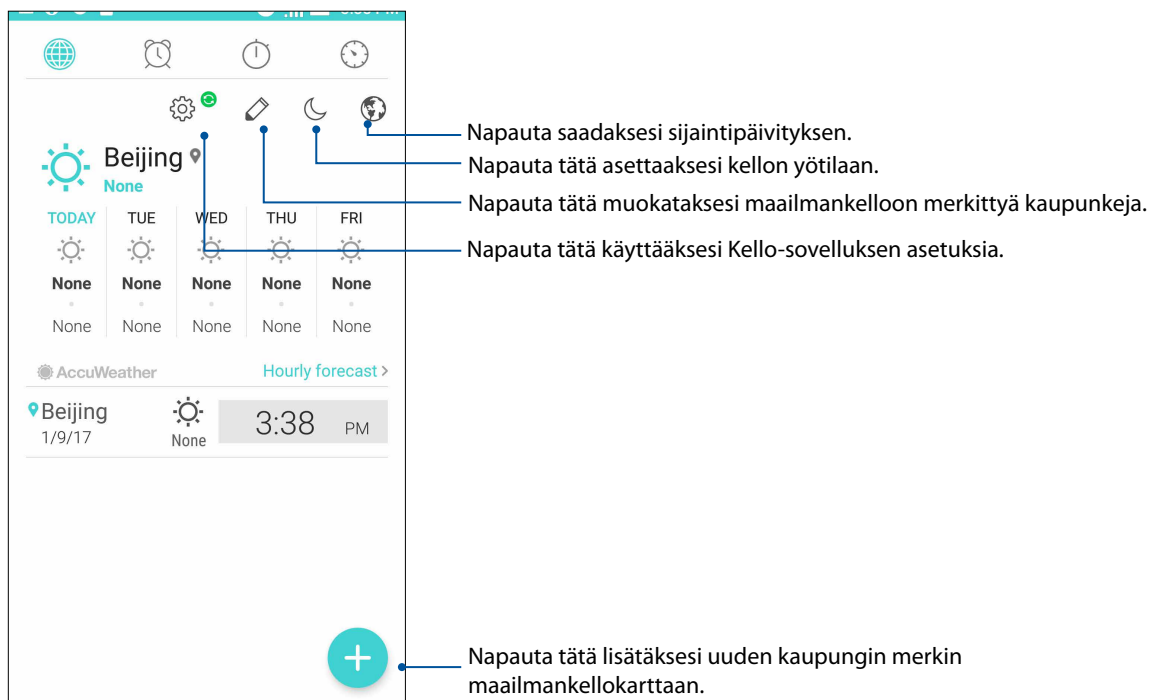 Napauta saadaksesi sijaintipäivityksen.
Beijing
Napauta tätä asettaaksesi kellon yötilaan.
None
Napauta tätä muokataksesi maailmankelloon merkittyä kaupunkeja.
TODAY TUE WED THU FRI
Napauta tätä käyttääksesi Kello-sovelluksen asetuksia.
None None None None None
None None None None None
AccuWeather Hourly forecast >
Beijing 3:38 PM
1/9/17 None
Napauta tätä lisätäksesi uuden kaupungin merkin
maailmankellokarttaan.